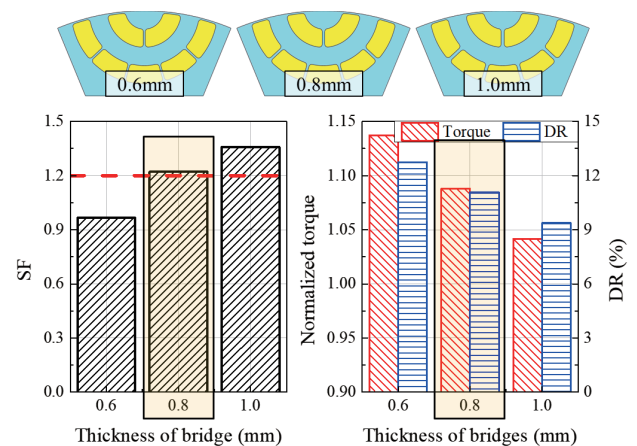 0.6mm 0.8mm 1.0mm
1.5
1.2
0.9
0.6
0.3
0.0
SF
0.6 0.8 1.0
Thickness of bridge (mm)
Torque DR
1.15
1.10
1.05
1.00
0.95
0.90
Normalized torque
15
12
9
6
3
0
DR (%)
0.6 0.8 1.0
Thickness of bridges (mm)